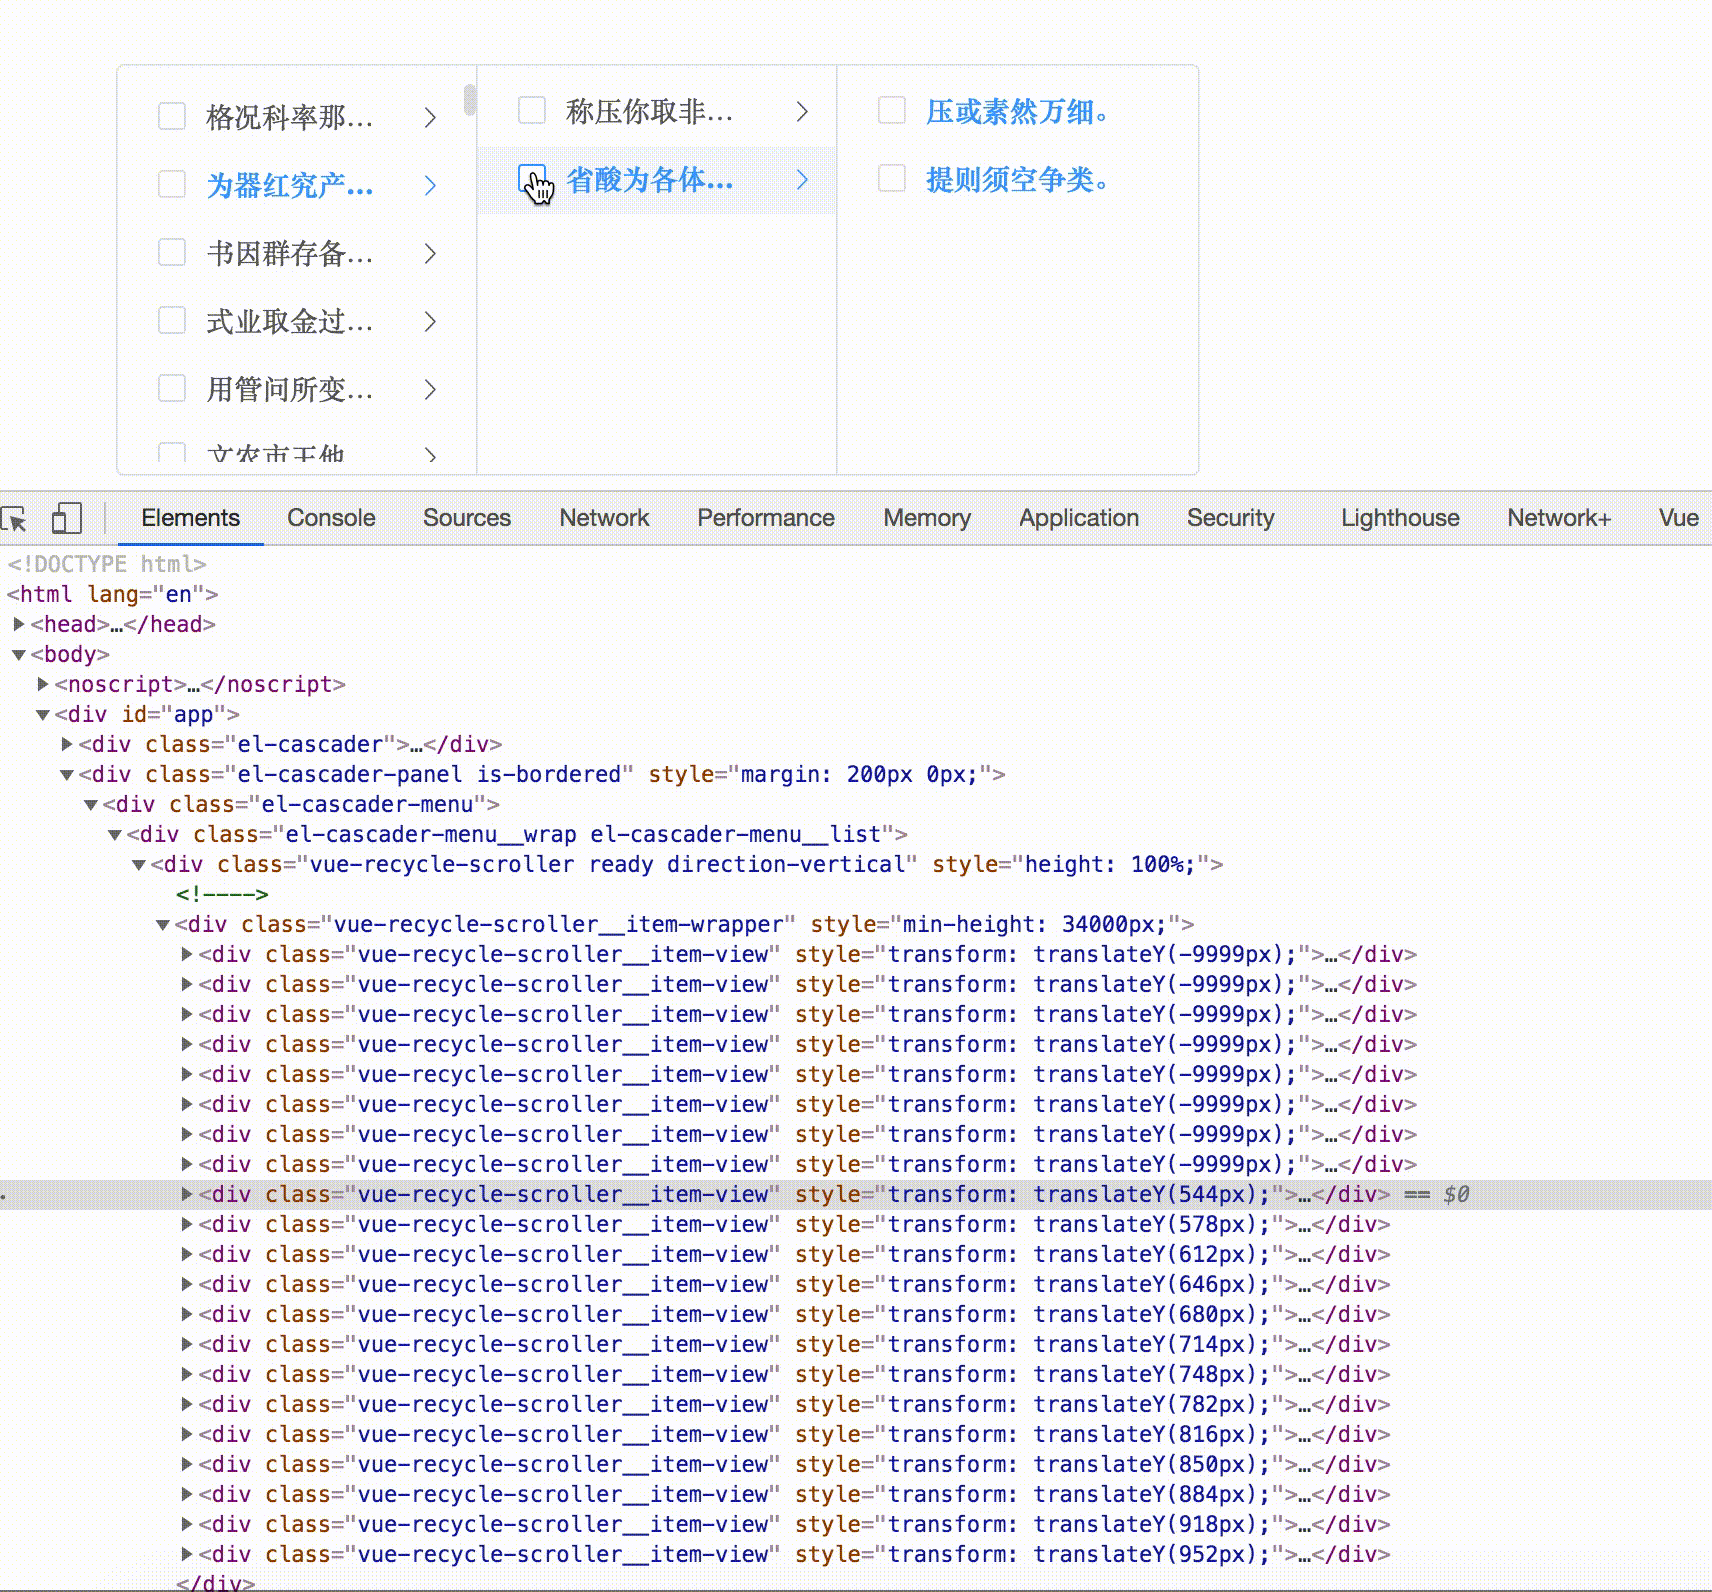 格况科率那...
为器红究产...
书因群存备...
式业取金过...
用管问所变...
文农市王他
称压你取非...
省酸为各体...
压或素然万细。
提则须空争类。
Elements Console Sources Network Performance Memory Application Security Lighthouse Network+ Vue
<!DOCTYPE html>
<html lang="en">
<head>…</head>
<body>
<noscript>…</noscript>
<div id="app">
<div class="el-cascader">…</div>
<div class="el-cascader-panel is-bordered" style="margin: 200px 0px;">
<div class="el-cascader-menu">
<div class="el-cascader-menu__wrap el-cascader-menu__list">
<div class="vue-recycle-scroller ready direction-vertical" style="height: 100%;">
<!---->
<div class="vue-recycle-scroller__item-wrapper" style="min-height: 34000px;">
<div class="vue-recycle-scroller__item-view" style="transform: translateY(-9999px);">…</div>
<div class="vue-recycle-scroller__item-view" style="transform: translateY(-9999px);">…</div>
<div class="vue-recycle-scroller__item-view" style="transform: translateY(-9999px);">…</div>
<div class="vue-recycle-scroller__item-view" style="transform: translateY(-9999px);">…</div>
<div class="vue-recycle-scroller__item-view" style="transform: translateY(-9999px);">…</div>
<div class="vue-recycle-scroller__item-view" style="transform: translateY(-9999px);">…</div>
<div class="vue-recycle-scroller__item-view" style="transform: translateY(-9999px);">…</div>
<div class="vue-recycle-scroller__item-view" style="transform: translateY(-9999px);">…</div>
<div class="vue-recycle-scroller__item-view" style="transform: translateY(544px);">…</div> == $0
<div class="vue-recycle-scroller__item-view" style="transform: translateY(578px);">…</div>
<div class="vue-recycle-scroller__item-view" style="transform: translateY(612px);">…</div>
<div class="vue-recycle-scroller__item-view" style="transform: translateY(646px);">…</div>
<div class="vue-recycle-scroller__item-view" style="transform: translateY(680px);">…</div>
<div class="vue-recycle-scroller__item-view" style="transform: translateY(714px);">…</div>
<div class="vue-recycle-scroller__item-view" style="transform: translateY(748px);">…</div>
<div class="vue-recycle-scroller__item-view" style="transform: translateY(782px);">…</div>
<div class="vue-recycle-scroller__item-view" style="transform: translateY(816px);">…</div>
<div class="vue-recycle-scroller__item-view" style="transform: translateY(850px);">…</div>
<div class="vue-recycle-scroller__item-view" style="transform: translateY(884px);">…</div>
<div class="vue-recycle-scroller__item-view" style="transform: translateY(918px);">…</div>
<div class="vue-recycle-scroller__item-view" style="transform: translateY(952px);">…</div>
</div>